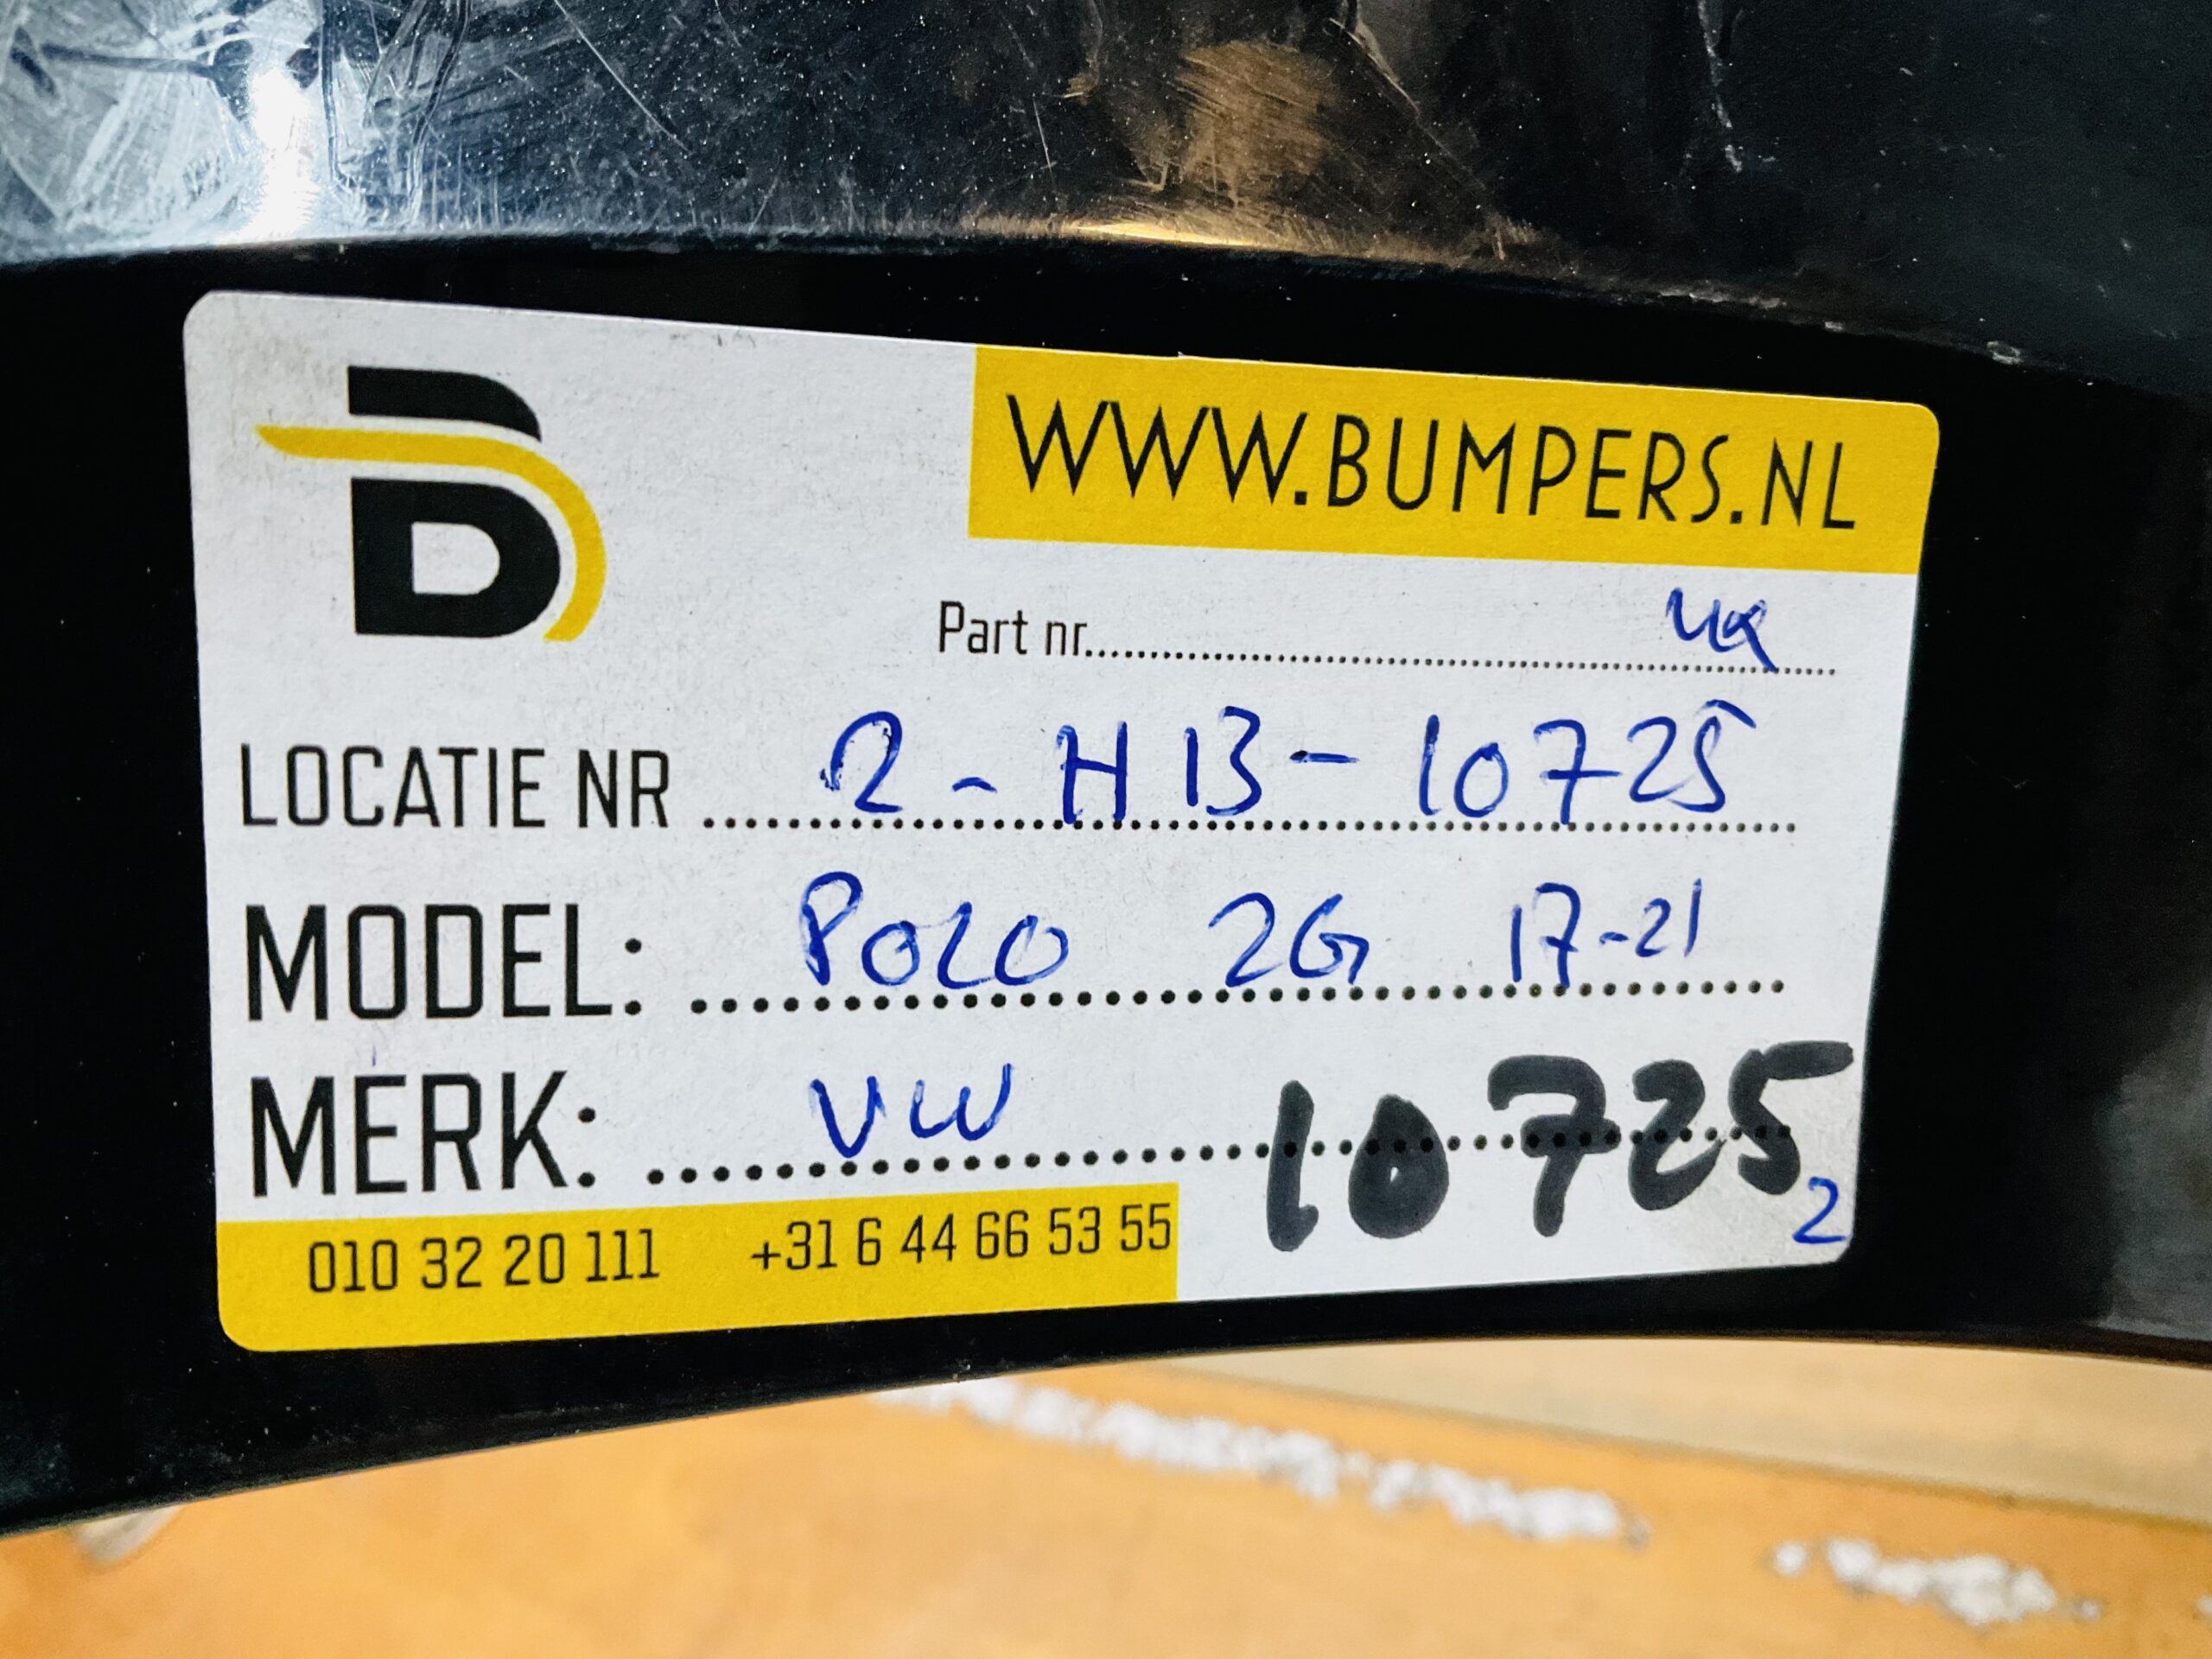 WWW.BUMPERS.NL
Part nr.
LOCATIE NR 2-H13-10725
MODEL: POLO 2G 17-21
MERK: VW 10725 2
010 32 20 111 +31 6 44 66 53 55